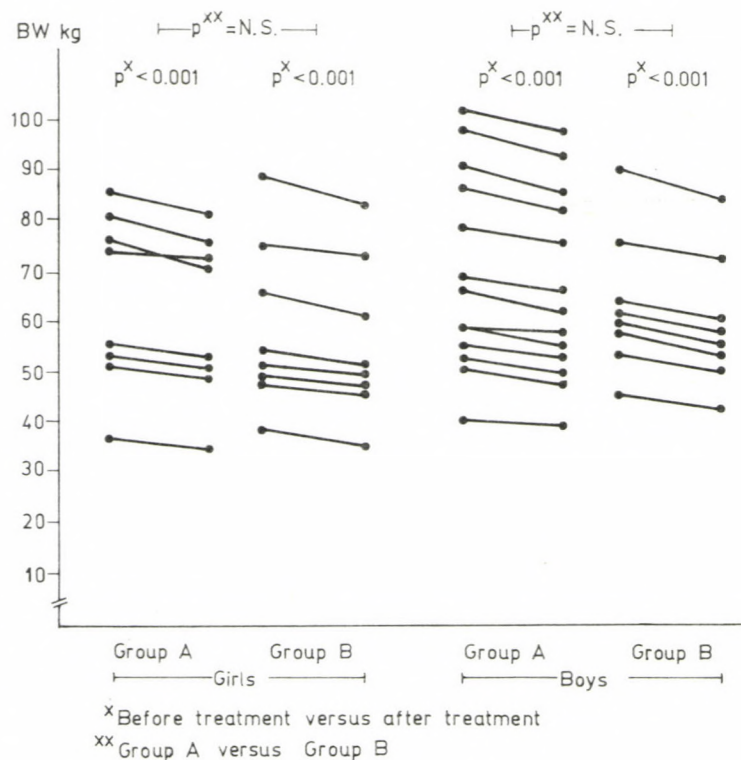 BW kg
p^xx = N.S.
p^xx = N.S.
p^x < 0.001
p^x < 0.001
p^x < 0.001
p^x < 0.001
100
90
80
70
60
50
40
30
20
10
Group A
Group B
Group A
Group B
Girls
Boys
x Before treatment versus after treatment
xx Group A versus Group B